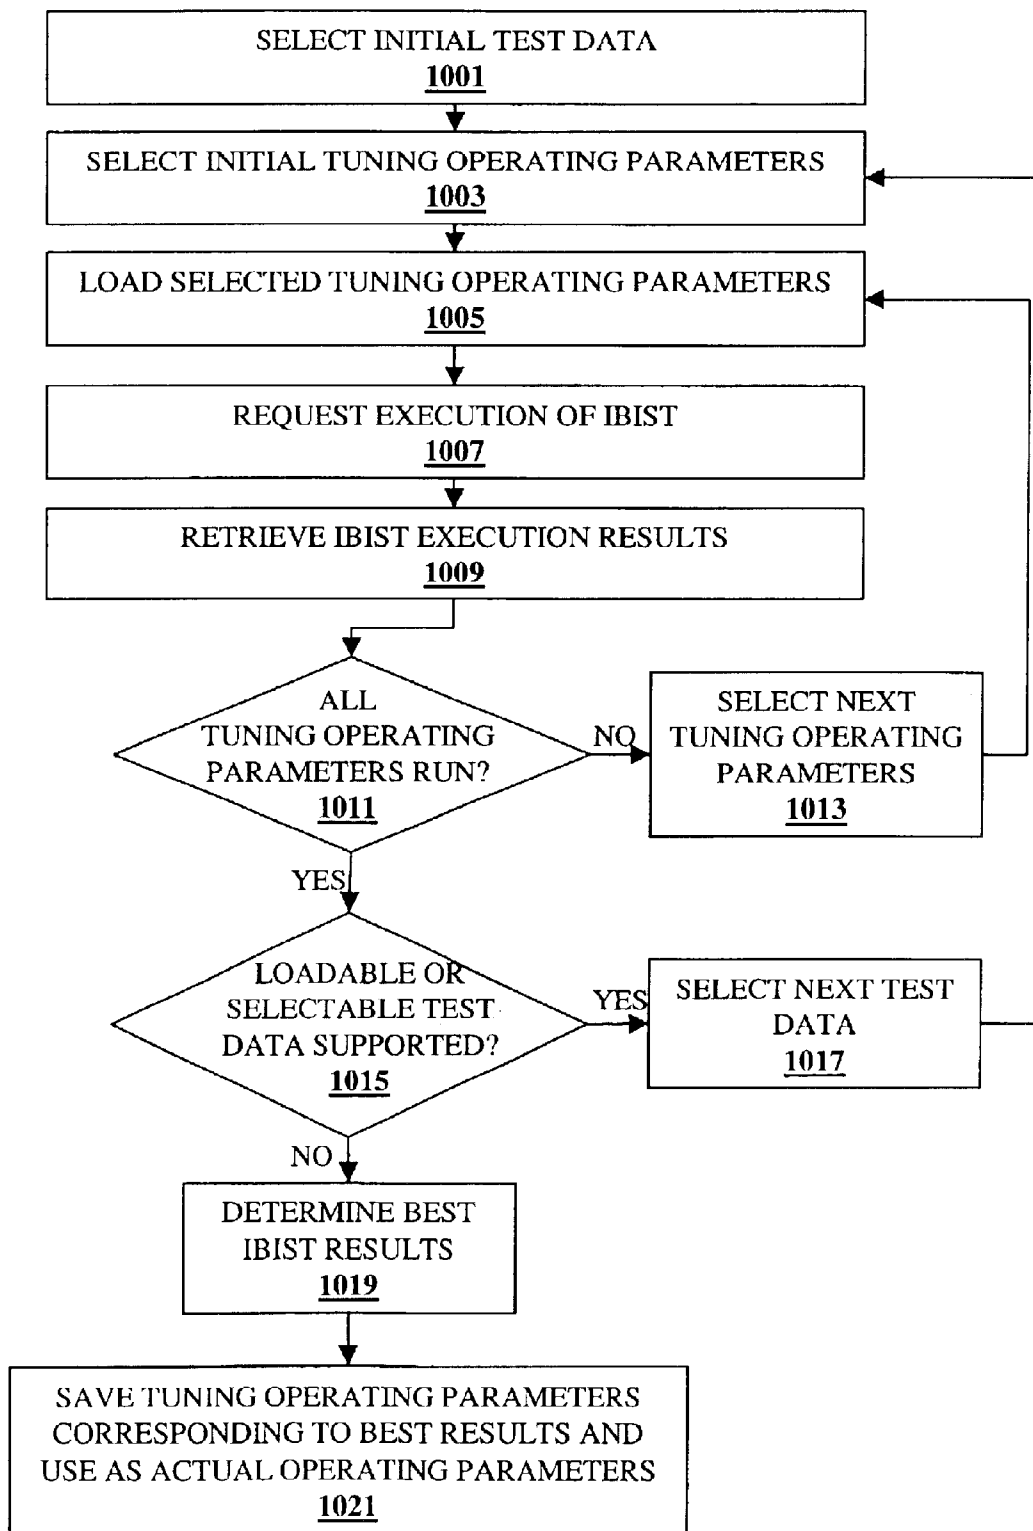 SELECT INITIAL TEST DATA
1001
SELECT INITIAL TUNING OPERATING PARAMETERS
1003
LOAD SELECTED TUNING OPERATING PARAMETERS
1005
REQUEST EXECUTION OF IBIST
1007
RETRIEVE IBIST EXECUTION RESULTS
1009
ALL
TUNING OPERATING
PARAMETERS RUN?
1011
NO
SELECT NEXT
TUNING OPERATING
PARAMETERS
1013
YES
LOADABLE OR
SELECTABLE TEST
DATA SUPPORTED?
1015
YES
SELECT NEXT TEST
DATA
1017
NO
DETERMINE BEST
IBIST RESULTS
1019
SAVE TUNING OPERATING PARAMETERS
CORRESPONDING TO BEST RESULTS AND
USE AS ACTUAL OPERATING PARAMETERS
1021